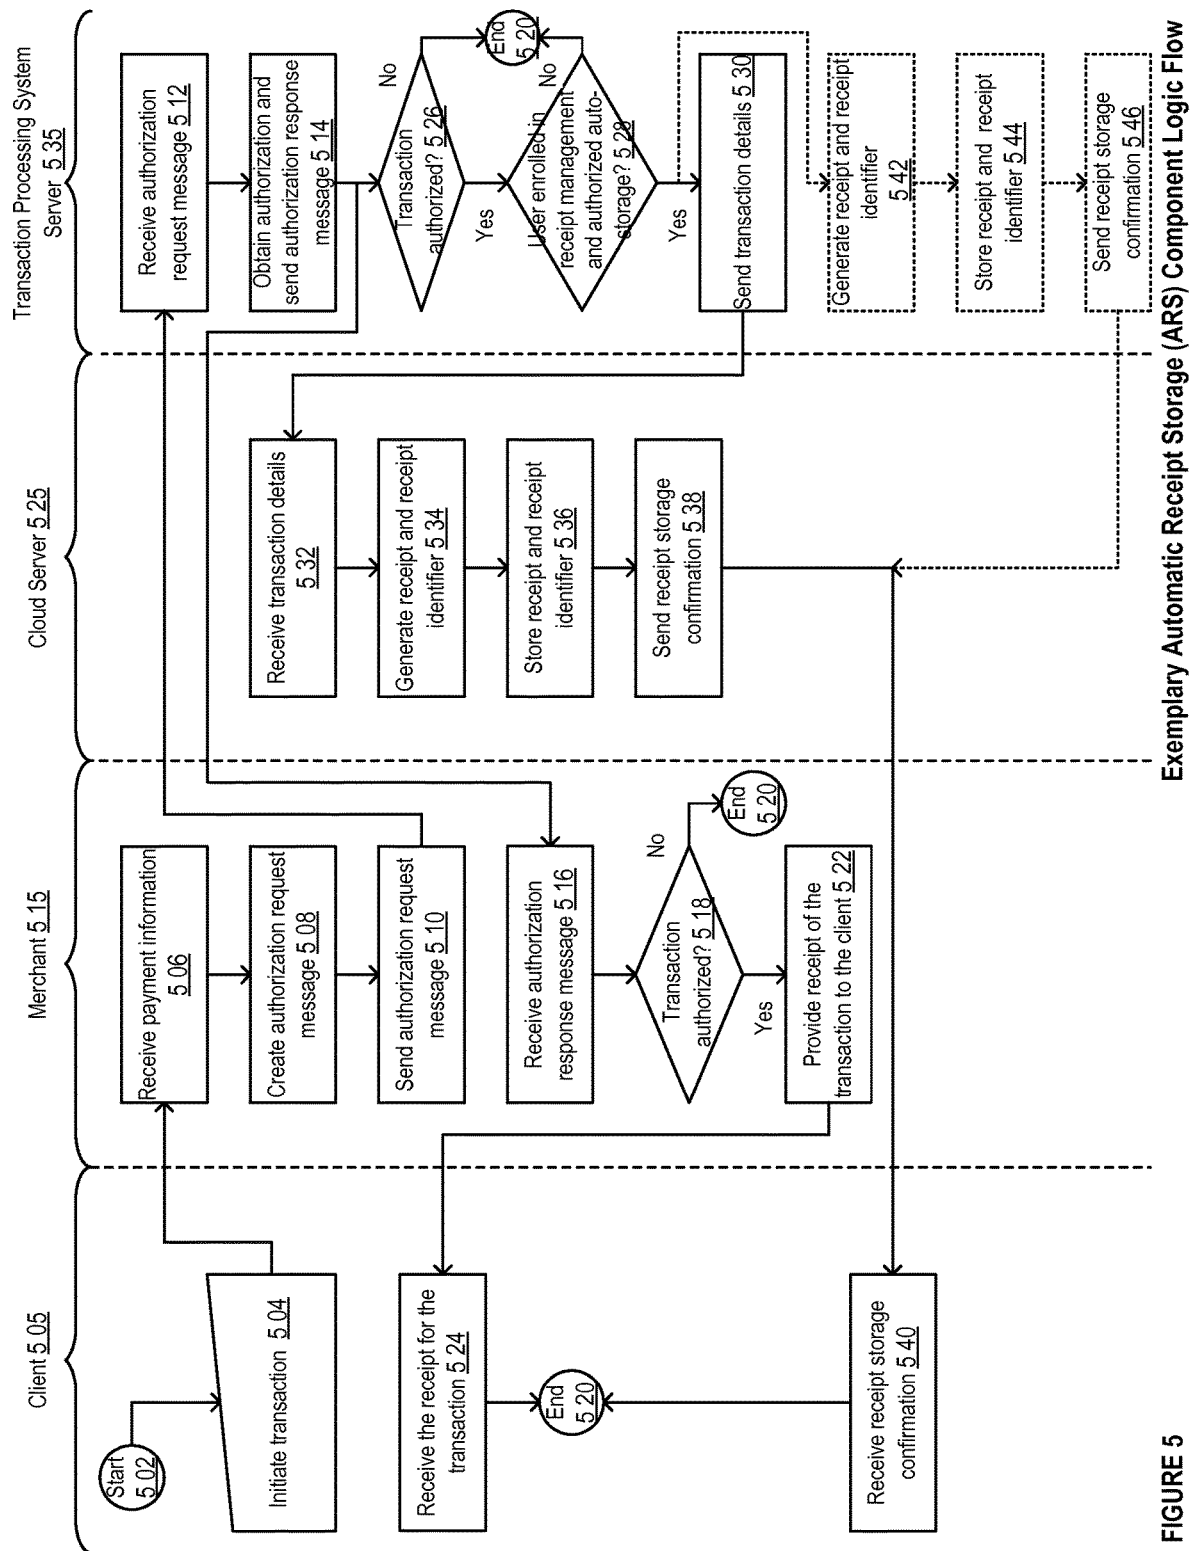 Client 5 05
Start
5 02
Initiate transaction 5 04
Receive the receipt for the
transaction 5 24
End
5 20
Receive receipt storage
confirmation 5 40
Merchant 5 15
Receive payment information
5 06
Create authorization request
message 5 08
Send authorization request
message 5 10
Receive authorization
response message 5 16
Transaction
authorized? 5 18
No
End
5 20
Yes
Provide receipt of the
transaction to the client 5 22
Cloud Server 5 25
Receive transaction details
5 32
Generate receipt and receipt
identifier 5 34
Store receipt and receipt
identifier 5 36
Send receipt storage
confirmation 5 38
Transaction Processing System
Server 5 35
Receive authorization
request message 5 12
Obtain authorization and
send authorization response
message 5 14
Transaction
authorized? 5 26
No
End
5 20
Yes
No
User enrolled in
receipt management
and authorized auto-
storage? 5 28
Yes
Send transaction details 5 30
Generate receipt and receipt
identifier
5 42
Store receipt and receipt
identifier 5 44
Send receipt storage
confirmation 5 46
FIGURE 5
Exemplary Automatic Receipt Storage (ARS) Component Logic Flow